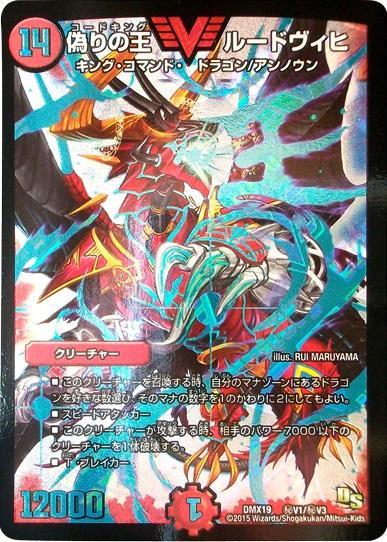 14
コードキング
偽りの王 ルードヴィヒ
キング・コマンド・ドラゴン/アンノウン
クリーチャー
illus. RUI MARUYAMA
■このクリーチャーを召喚する時、自分のマナゾーンにあるドラゴ
ンを好きな数選び、そのマナの数字を1のかわりに2にしてもよい。
■スピードアタッカー
■このクリーチャーが攻撃する時、相手のパワー7000以下の
クリーチャーを1体破壊する。
■T・ブレイカー
12000
1
DMX19 V1/V3
DS
©2015 Wizards/Shogakukan/Mitsui-Kids